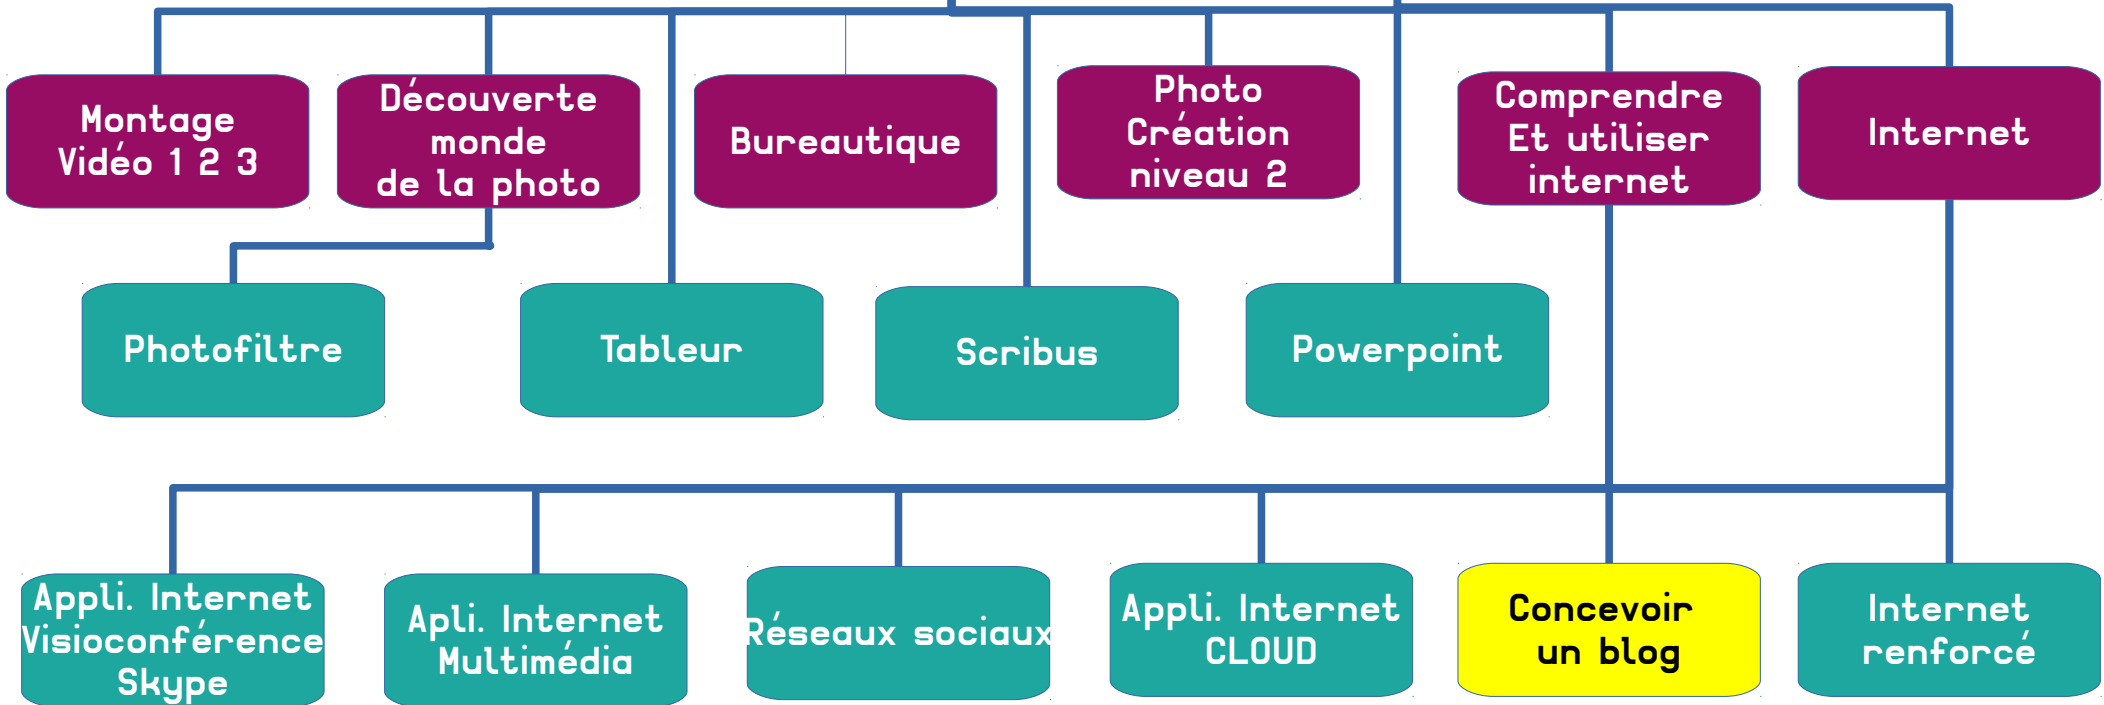 Montage
Vidéo 1 2 3
Découverte
monde
de la photo
Bureautique
Photo
Création
niveau 2
Comprendre
Et utiliser
internet
Internet
Photofiltre
Tableur
Scribus
Powerpoint
Appli. Internet
Visioconférence
Skype
Apli. Internet
Multimédia
Réseaux sociaux
Appli. Internet
CLOUD
Concevoir
un blog
Internet
renforcé